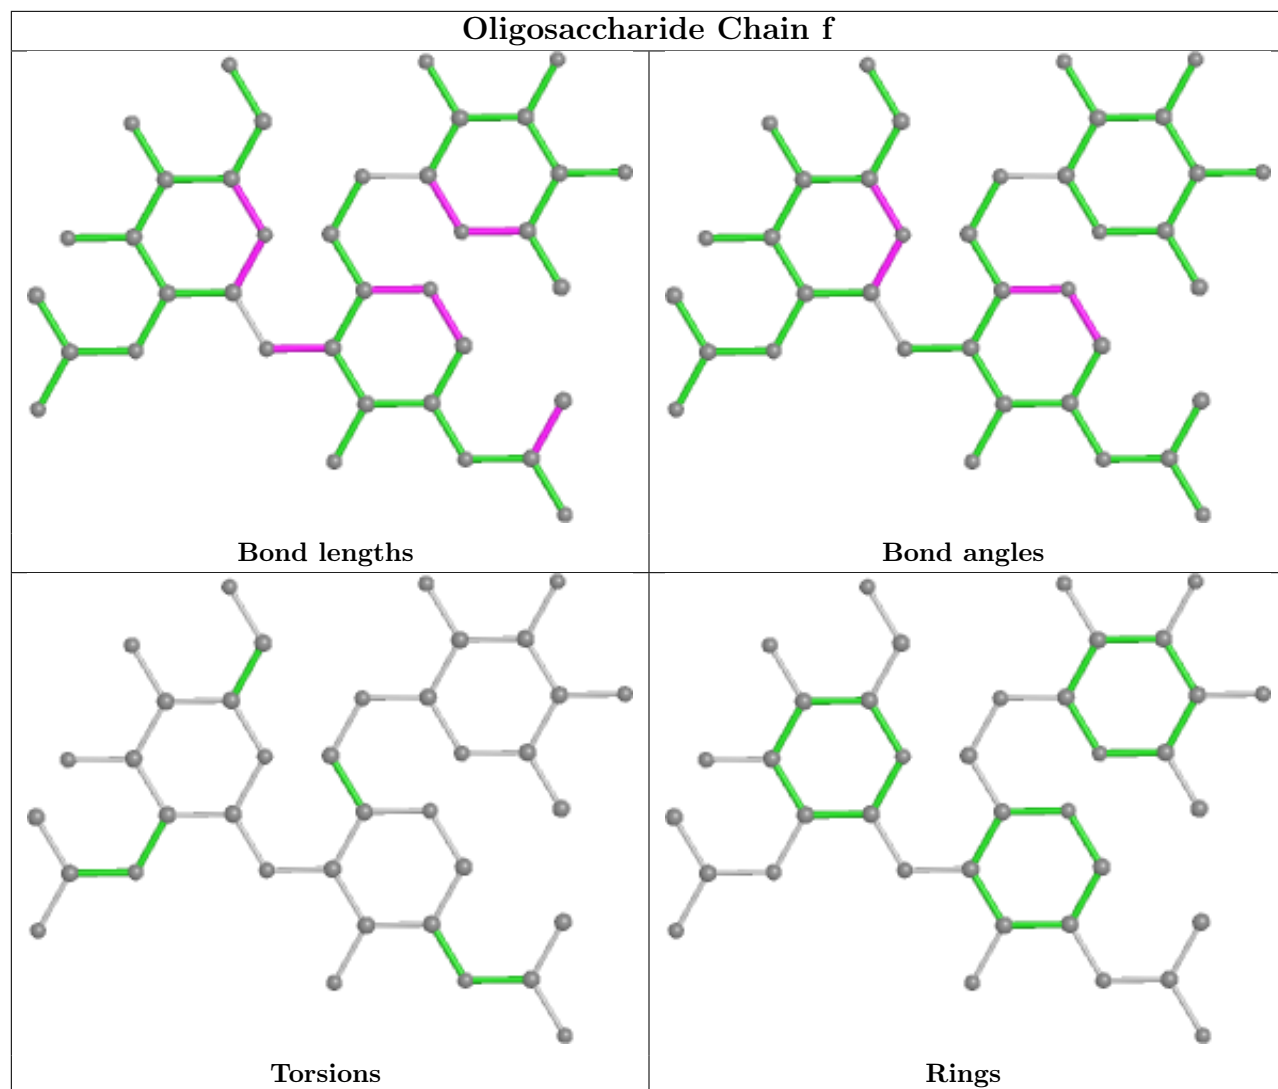 Oligosaccharide Chain f
Bond lengths
Bond angles
Torsions
Rings